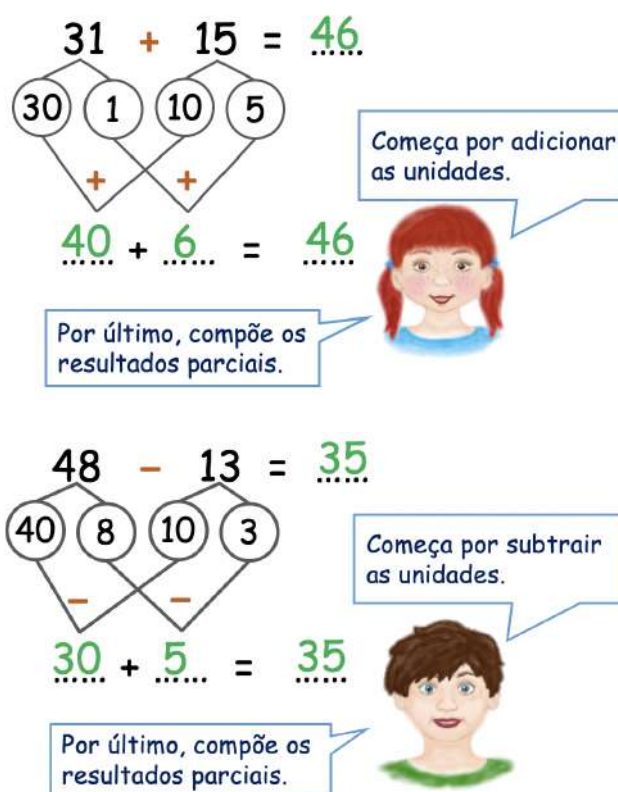 31 + 15 = 46
30 1 10 5
Começa por adicionar
as unidades.
+ +
40 + 6 = 46
Por último, compõe os
resultados parciais.
48 - 13 = 35
40 8 10 3
Começa por subtrair
as unidades.
- -
30 + 5 = 35
Por último, compõe os
resultados parciais.